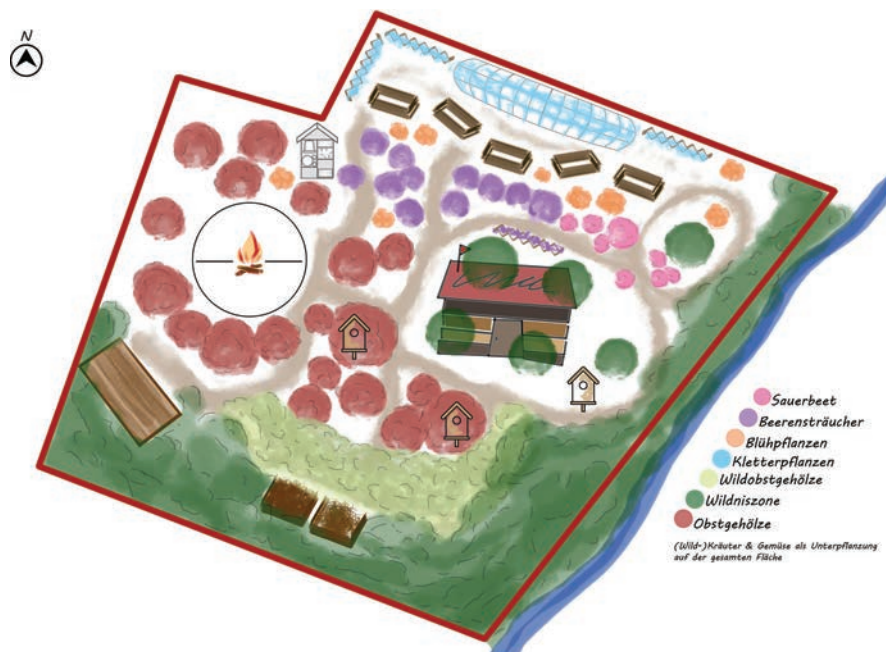 N
Sauerbeet
Beerensträucher
Blühpflanzen
Kletterpflanzen
Wildobstgehölze
Wildniszone
Obstgehölze
(Wild-)Kräuter & Gemüse als Unterpflanzung
auf der gesamten Fläche